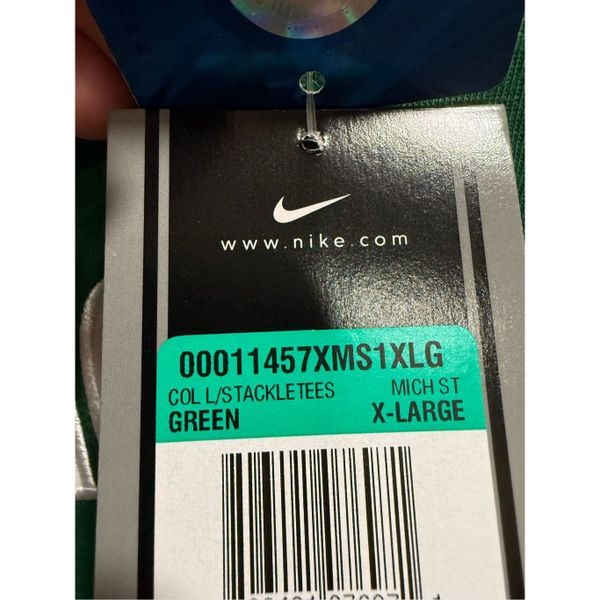 www.nike.com
00011457XMS1XLG
COL L/STACKLETEES MICH ST
GREEN X-LARGE